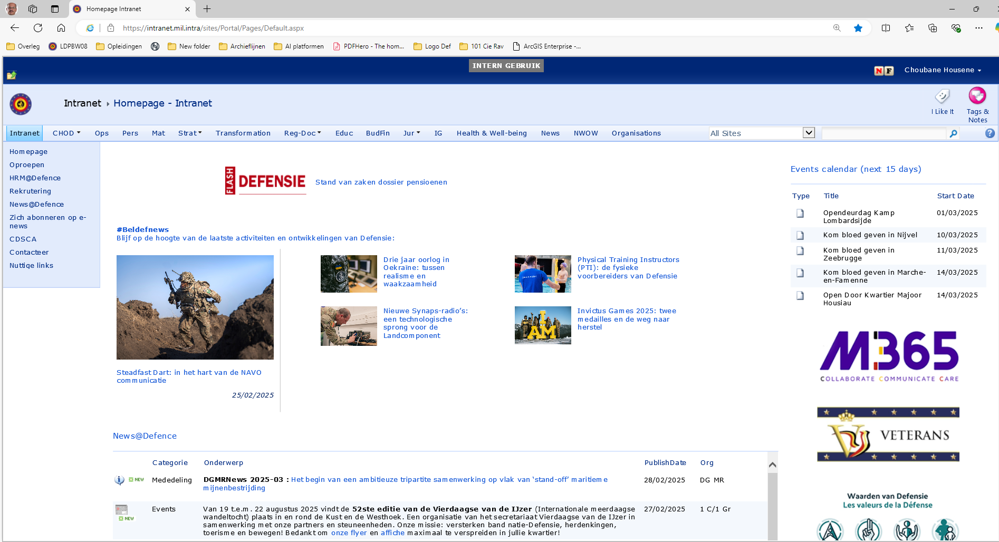 Homepage Intranet
https://intranet.mil.intra/sites/Portal/Pages/Default.aspx
Overleg LDPBW08 Opleidingen New folder Archieflijnen AI platformen PDFHero - The hom... Logo Def 101 Cie Rav ArcGIS Enterprise -...
INTERN GEBRUIK
N F Choubane Housene
Intranet Homepage - Intranet
I Like It
Tags &
Notes
Intranet CHOD Ops Pers Mat Strat Transformation Reg-Doc Educ BudFin Jur IG Health & Well-being News NWOW Organisations
All Sites
Homepage
Oproepen
HRM@Defence
Rekrutering
News@Defence
Zich abonneren op e-
news
CDSCA
Contacteer
Nuttige links
FLASH
DEFENSIE
Stand van zaken dossier pensioenen
#Beldefnews
Blijf op de hoogte van de laatste activiteiten en ontwikkelingen van Defensie:
Steadfast Dart: in het hart van de NAVO
communicatie
25/02/2025
Drie jaar oorlog in
Oekraïne: tussen
realisme en
waakzaamheid
Nieuwe Synaps-radio's:
een technologische
sprong voor de
Landcomponent
Physical Training Instructors
(PTI): de fysieke
voorbereiders van Defensie
I
AM
Invictus Games 2025: twee
medailles en de weg naar
herstel
News@Defence
Categorie Onderwerp PublishDate Org
NEW Mededeling DGMRNews 2025-03 : Het begin van een ambitieuze tripartite samenwerking op vlak van ‘stand-off’ maritieme 28/02/2025 DG MR
mijnenbestrijding
NEW Events Van 19 t.e.m. 22 augustus 2025 vindt de 52ste editie van de Vierdaagse van de IJzer (Internationale meerdaagse 27/02/2025 1 C/1 Gr
wandeltocht) plaats in en rond de Kust en de Westhoek. Een organisatie van het secretariaat Vierdaagse van de IJzer in
samenwerking met onze partners en steuneenheden. Onze missie: versterken band natie-Defensie, herdenkingen,
toerisme en bewegen! Bedankt om onze flyer en affiche maximaal te verspreiden in jullie kwartier!
Events calendar (next 15 days)
Type Title Start Date
Opendeurdag Kamp 01/03/2025
Lombardsijde
Kom bloed geven in Nijvel 10/03/2025
Kom bloed geven in 11/03/2025
Zeebrugge
Kom bloed geven in Marche- 14/03/2025
en-Famenne
Open Door Kwartier Majoor 14/03/2025
Housiau
M365
COLLABORATE COMMUNICATE CARE
VETERANS
Waarden van Defensie
Les valeurs de la Défense